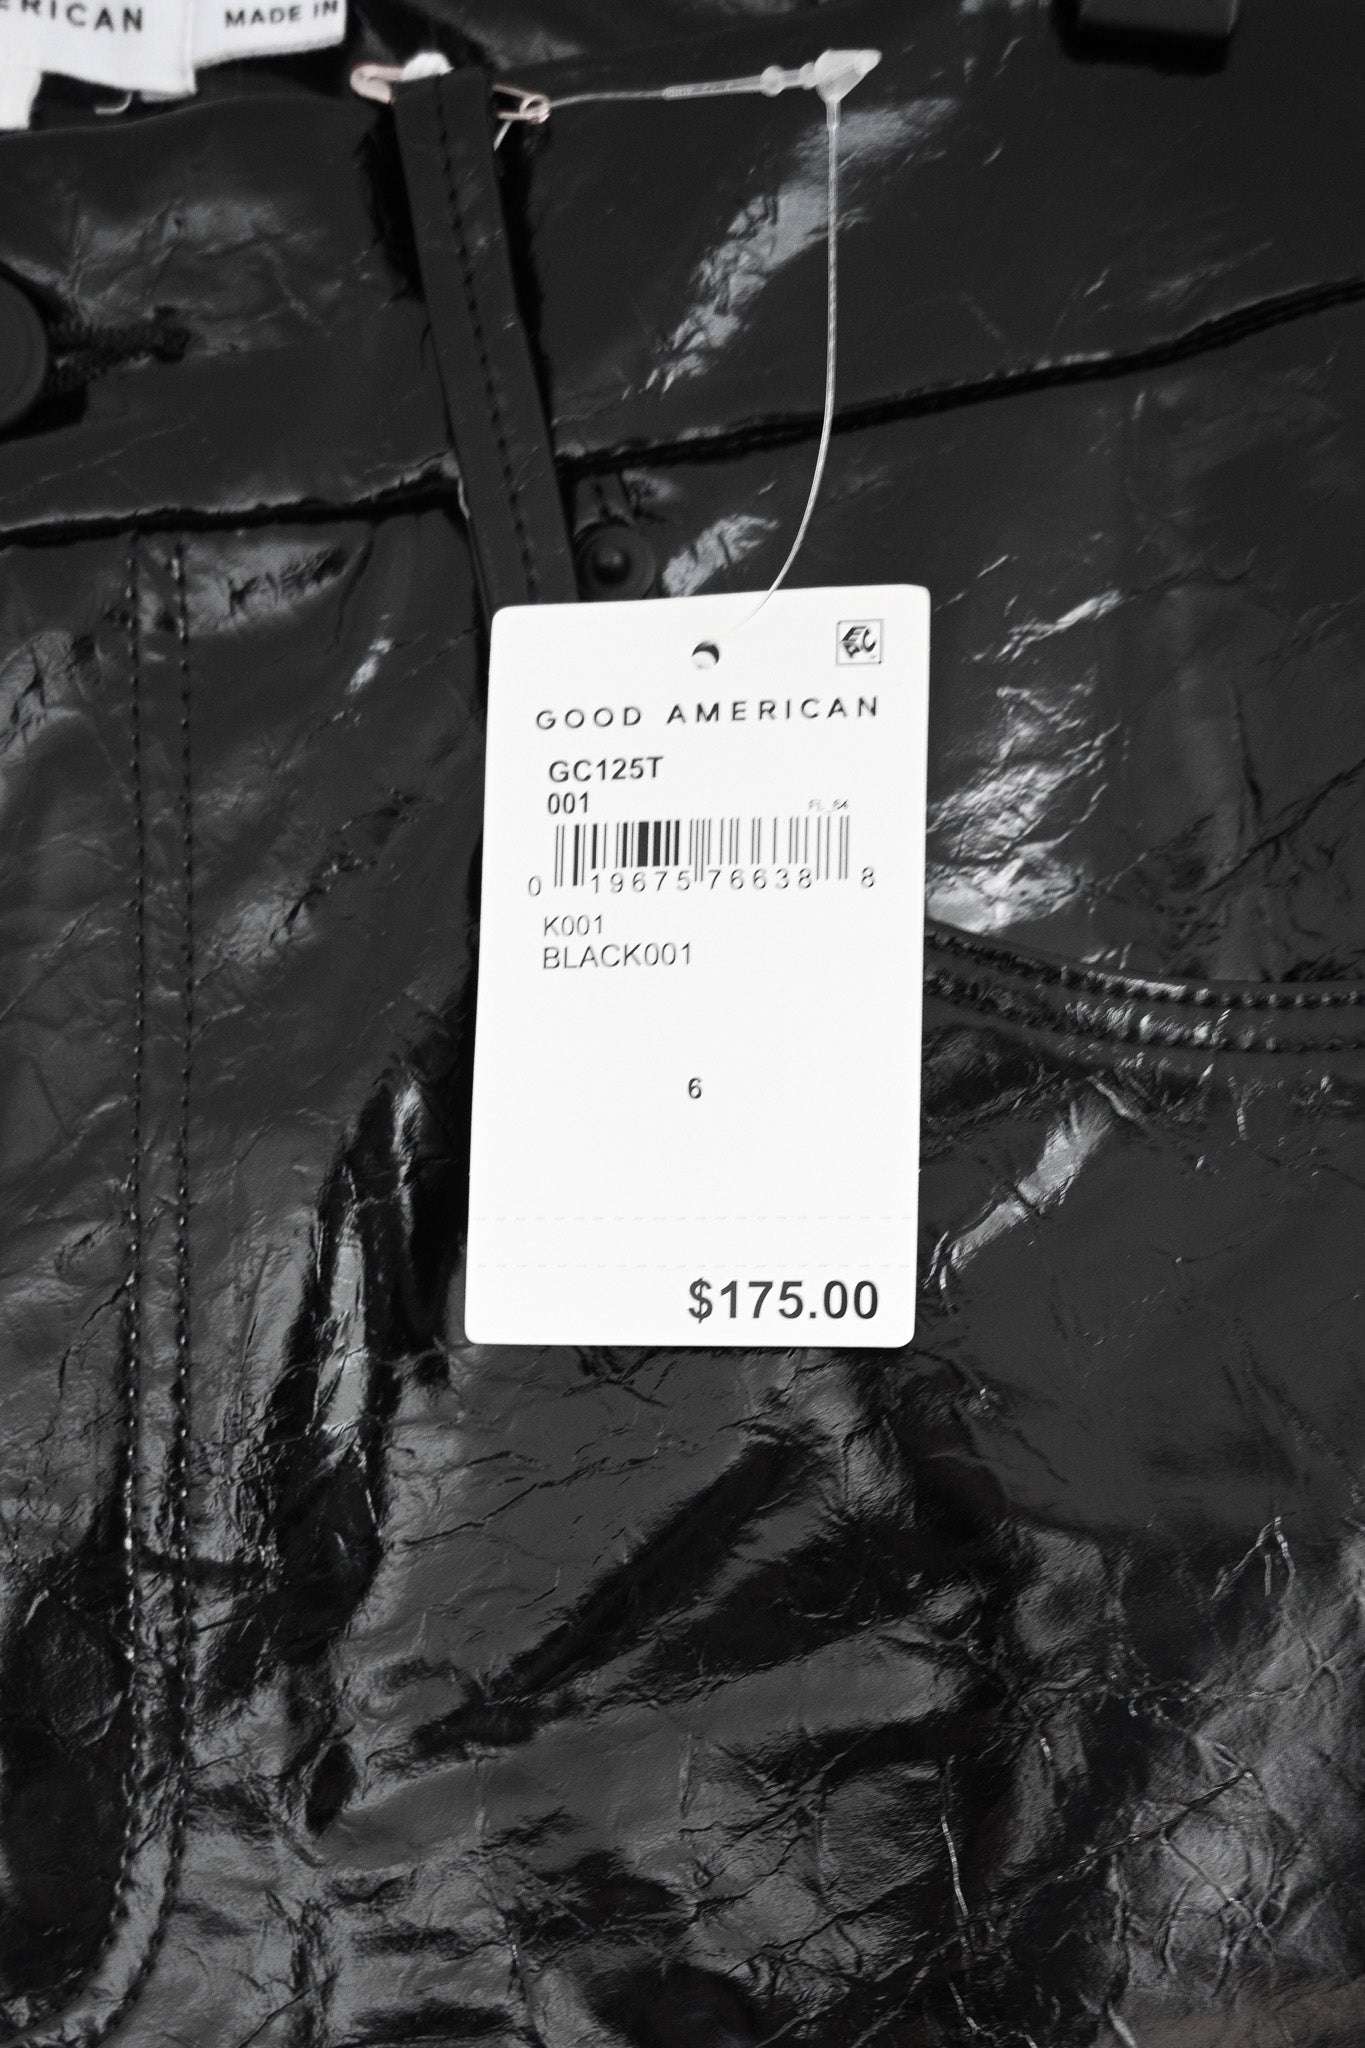 ERICAN
MADE IN
GOOD AMERICAN
GC125T
001
0 19675 76638 8
K001
BLACK001
6
$175.00